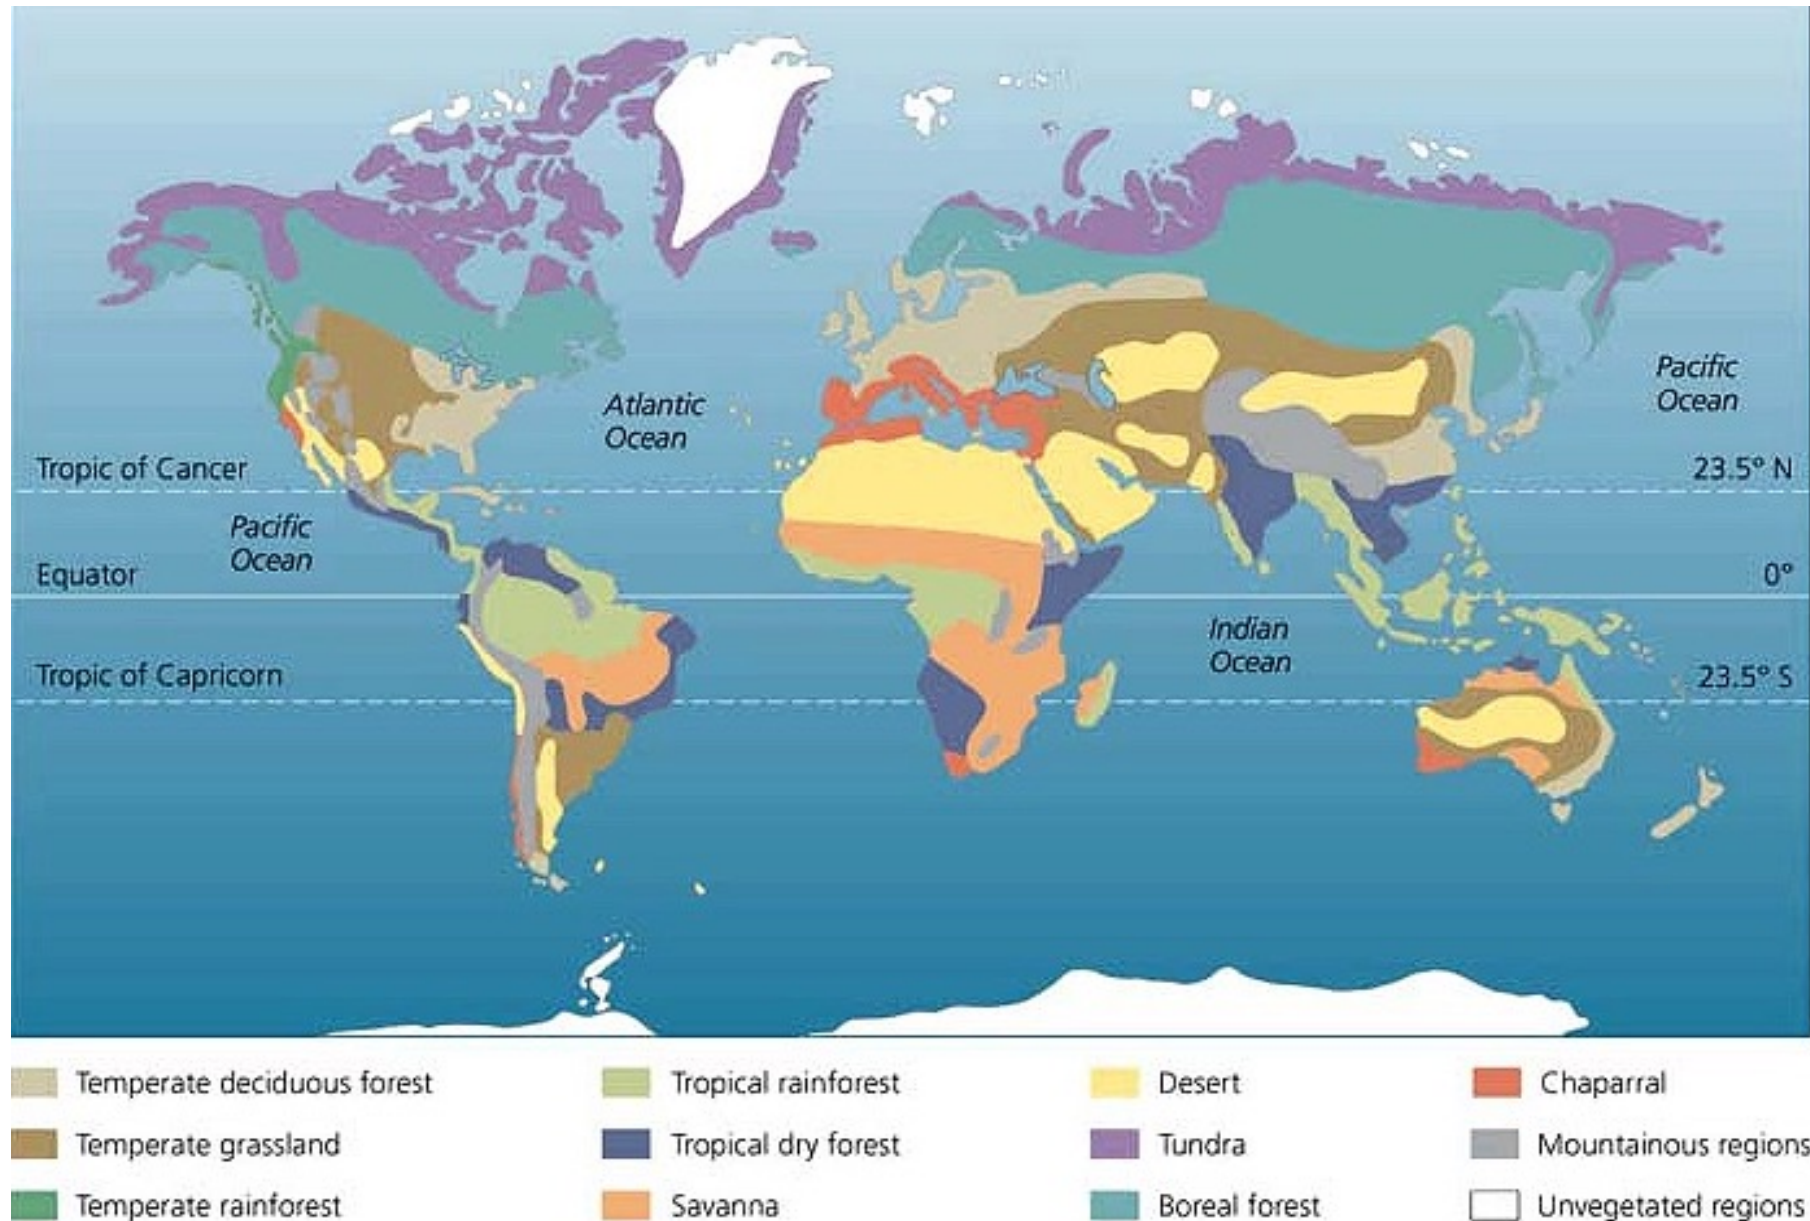 Atlantic
Ocean
Pacific
Ocean
Tropic of Cancer
23.5° N
Pacific
Ocean
Equator
0°
Indian
Ocean
Tropic of Capricorn
23.5° S
Temperate deciduous forest
Tropical rainforest
Desert
Chaparral
Temperate grassland
Tropical dry forest
Tundra
Mountainous regions
Temperate rainforest
Savanna
Boreal forest
Unvegetated regions